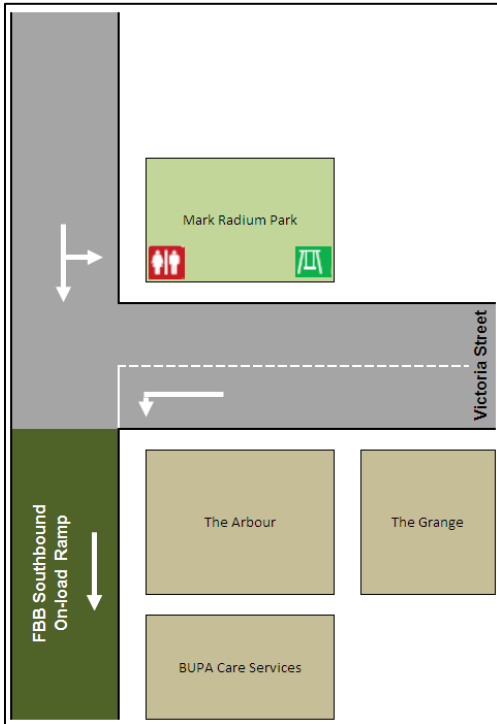 Mark Radium Park
Victoria Street
The Arbour
The Grange
FBB Southbound
On-load Ramp
BUPA Care Services